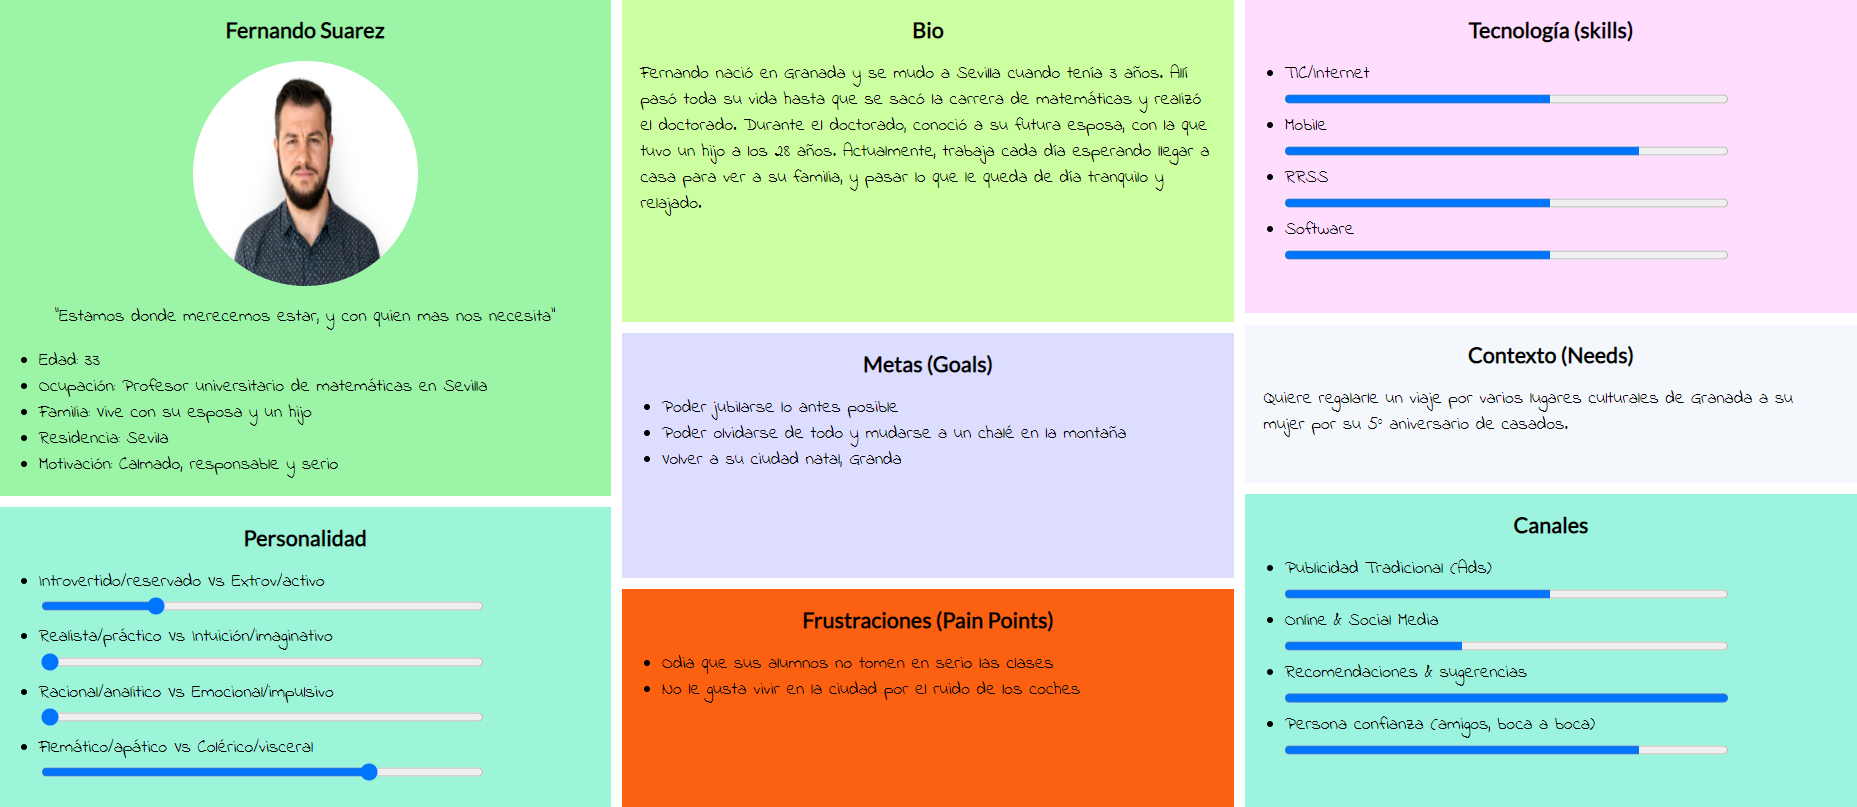 Fernando Suarez
"Estamos donde merecemos estar, y con quien mas nos necesita"
Edad: 33
Ocupación: Profesor universitario de matemáticas en Sevilla
Familia: Vive con su esposa y un hijo
Residencia: Sevila
Motivación: Calmado, responsable y serio
Personalidad
Introvertido/reservado Vs Extrov/activo
Realista/práctico Vs Intuición/imaginativo
Racional/analitico Vs Emocional/impulsivo
Flemático/apático Vs Colérico/visceral
Bio
Fernando nació en Granada y se mudo a Sevilla cuando tenía 3 años. Allí
pasó toda su vida hasta que se sacó la carrera de matemáticas y realizó
el doctorado. Durante el doctorado, conoció a su futura esposa, con la que
tuvo un hijo a los 28 años. Actualmente, trabaja cada día esperando llegar a
casa para ver a su familia, y pasar lo que le queda de día tranquilo y
relajado.
Metas (Goals)
Poder jubilarse lo antes posible
Poder olvidarse de todo y mudarse a un chalé en la montaña
Volver a su ciudad natal, Granda
Frustraciones (Pain Points)
Odia que sus alumnos no tomen en serio las clases
No le gusta vivir en la ciudad por el ruido de los coches
Tecnología (skills)
TIC/Internet
Mobile
RRSS
Software
Contexto (Needs)
Quiere regalarle un viaje por varios lugares culturales de Granada a su
mujer por su 5º aniversario de casados.
Canales
Publicidad Tradicional (Ads)
Online & Social Media
Recomendaciones & sugerencias
Persona confianza (amigos, boca a boca)